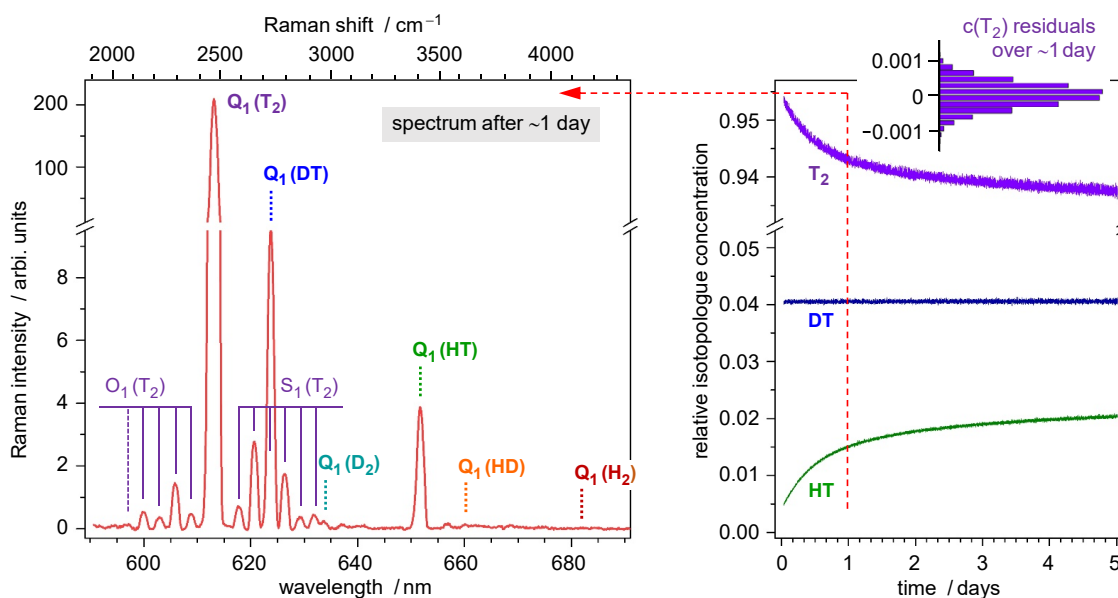 Raman shift / cm⁻¹
2000 2500 3000 3500 4000
Raman intensity / arbi. units
200
100
8
6
4
2
0
Q₁(T₂)
spectrum after ~1 day
Q₁(DT)
Q₁(HT)
O₁(T₂)
S₁(T₂)
Q₁(D₂)
Q₁(HD)
Q₁(H₂)
600 620 640 660 680
wavelength / nm
c(T₂) residuals
over ~1 day
0.001
0
−0.001
relative isotopologue concentration
0.95
0.94
0.04
0.03
0.02
0.01
0.00
T₂
DT
HT
0 1 2 3 4 5
time / days